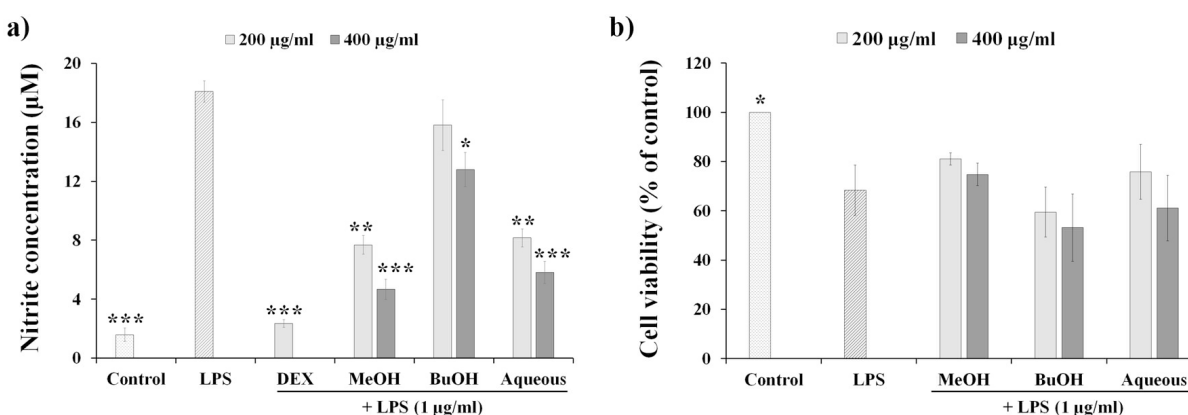 a)
200 µg/ml 400 µg/ml
Nitrite concentration (µM)
20
16
12
8
4
0
***
***
**
***
*
**
***
Control LPS DEX MeOH BuOH Aqueous
+ LPS (1 µg/ml)
b)
200 µg/ml 400 µg/ml
Cell viability (% of control)
120
100
80
60
40
20
0
*
Control LPS MeOH BuOH Aqueous
+ LPS (1 µg/ml)